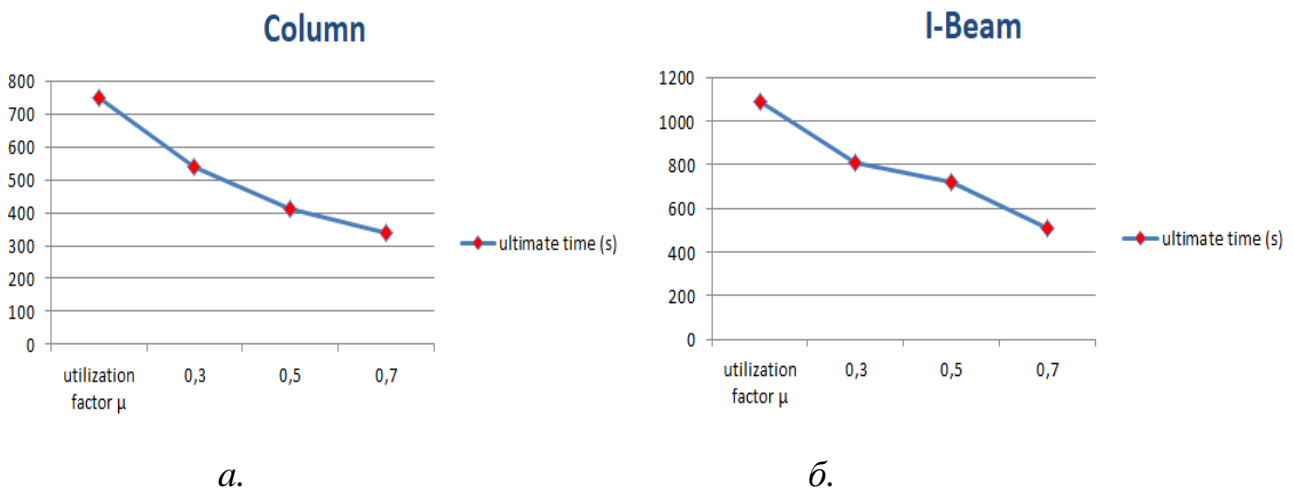 Column
800
700
600
500
400
300
200
100
0
utilization
factor μ
0,3
0,5
0,7
ultimate time (s)
а.
I-Beam
1200
1000
800
600
400
200
0
utilization
factor μ
0,3
0,5
0,7
ultimate time (s)
б.